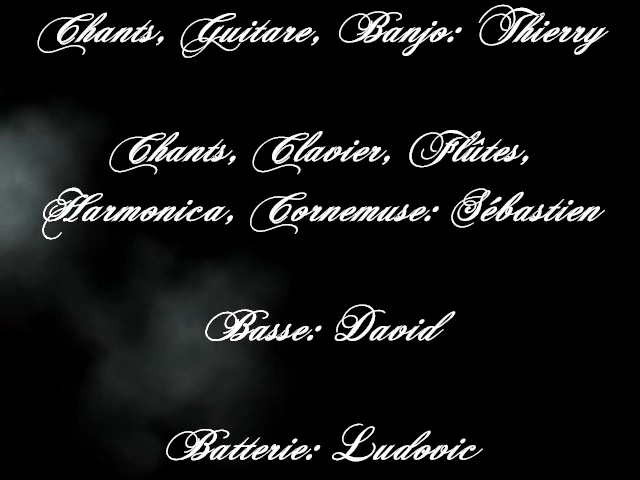 Chants, Guitare, Banjo: Thierry
Chants, Clavier, Flûtes,
Harmonica, Cornemuse: Sébastien
Basse: David
Batterie: Ludovic